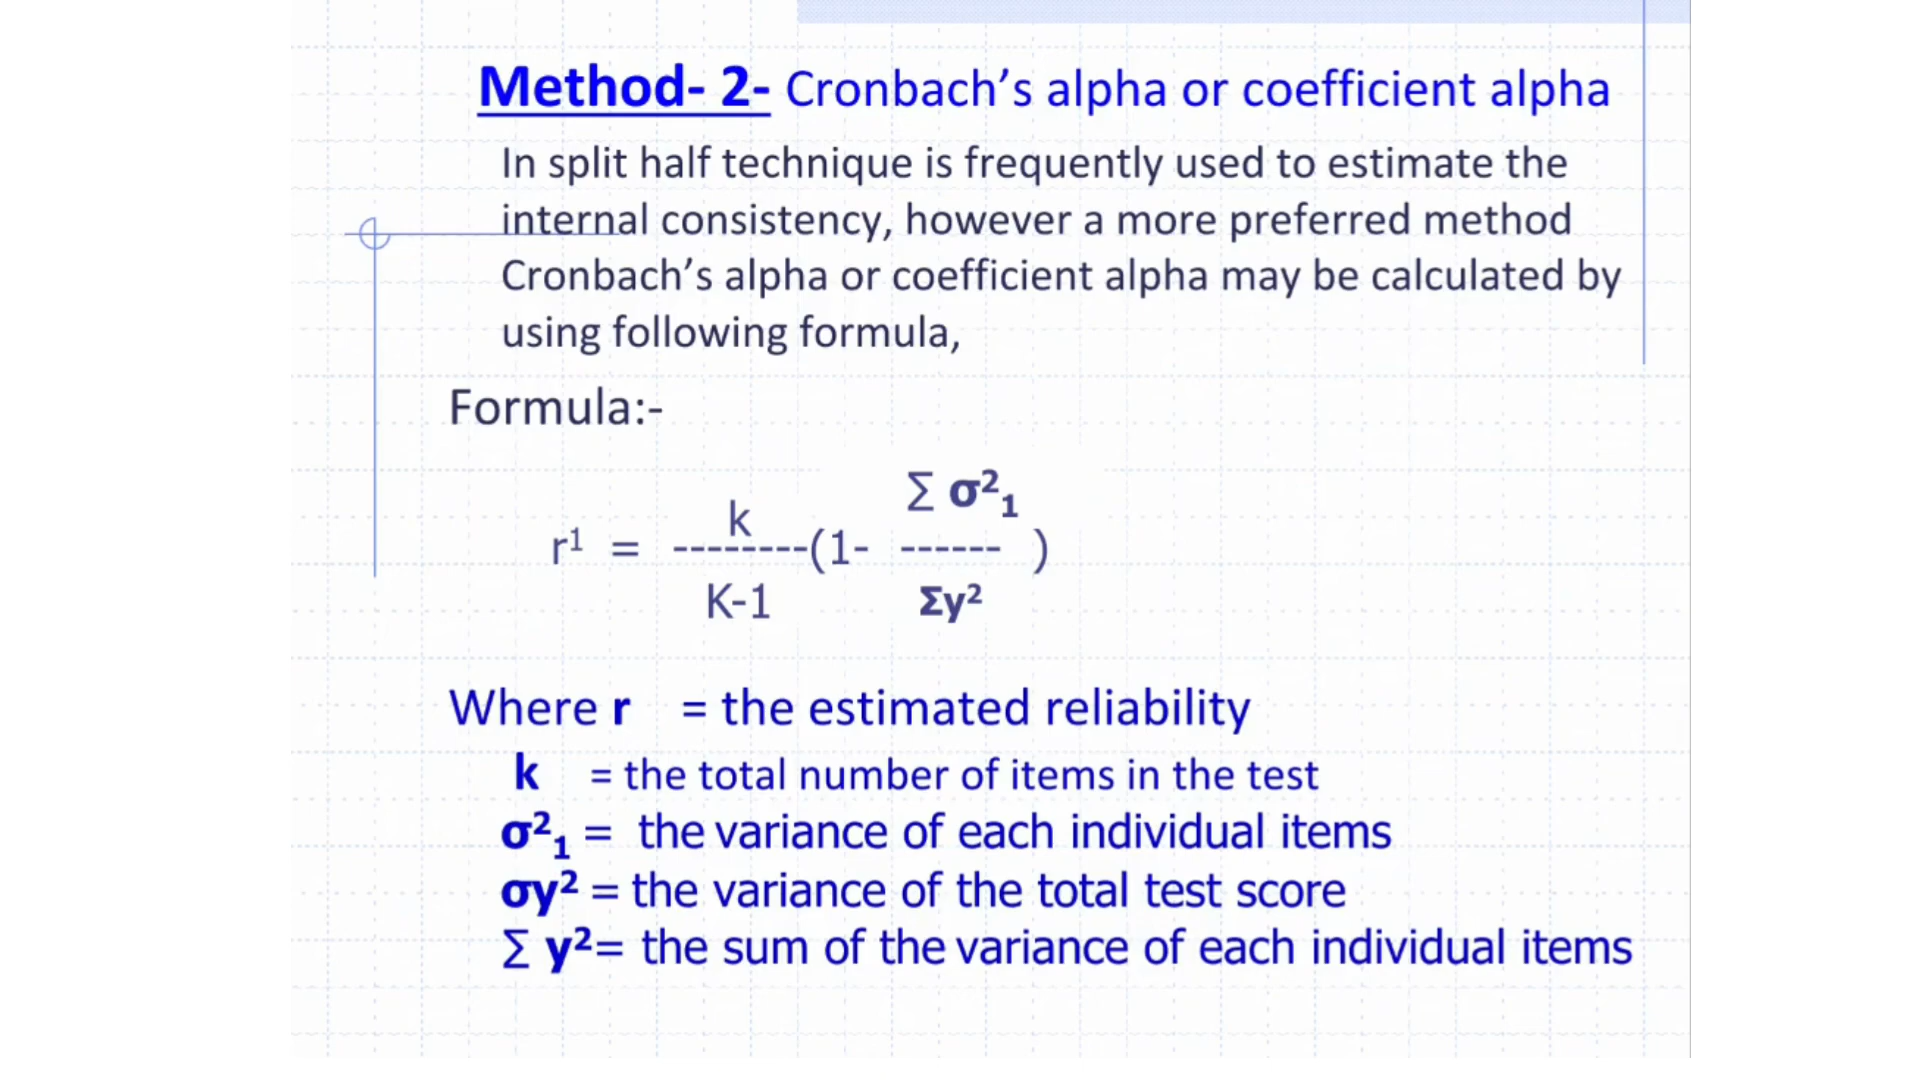 Method- 2- Cronbach’s alpha or coefficient alpha
In split half technique is frequently used to estimate the
internal consistency, however a more preferred method
Cronbach’s alpha or coefficient alpha may be calculated by
using following formula,
Formula:-
∑ σ²₁
k
r¹ = --------(1- ------ )
K-1 Σy²
Where r = the estimated reliability
k = the total number of items in the test
σ²₁ = the variance of each individual items
σy² = the variance of the total test score
∑ y²= the sum of the variance of each individual items